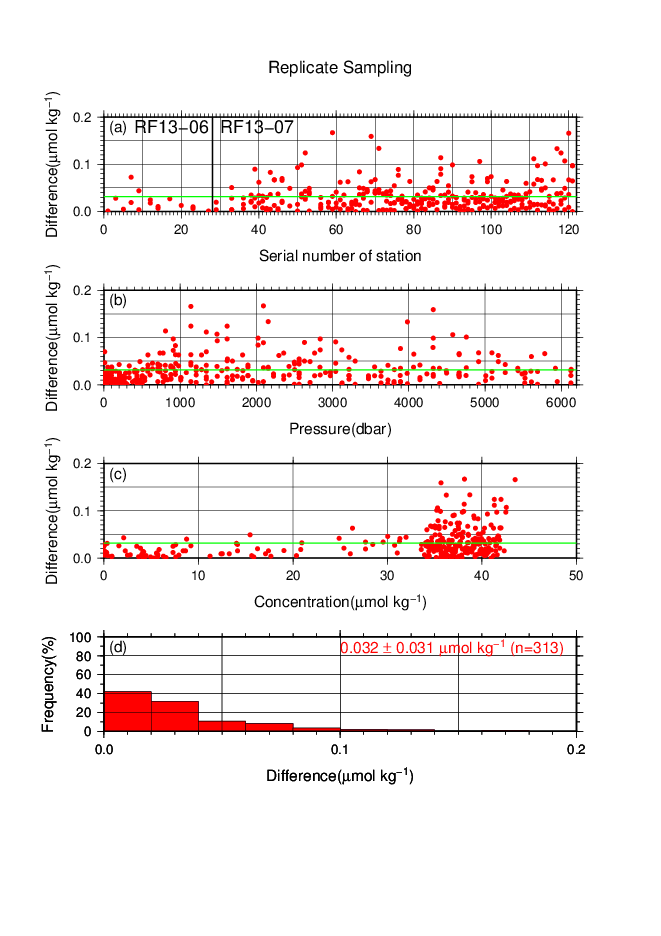 Replicate Sampling
Difference(μmol kg⁻¹)
(a) RF13−06 RF13−07
0.2
0.1
0.0
0 20 40 60 80 100 120
Serial number of station
Difference(μmol kg⁻¹)
(b)
0.2
0.1
0.0
0 1000 2000 3000 4000 5000 6000
Pressure(dbar)
Difference(μmol kg⁻¹)
(c)
0.2
0.1
0.0
0 10 20 30 40 50
Concentration(μmol kg⁻¹)
Frequency(%)
(d) 0.032 ± 0.031 μmol kg⁻¹ (n=313)
100
80
60
40
20
0
0.0 0.1 0.2
Difference(μmol kg⁻¹)